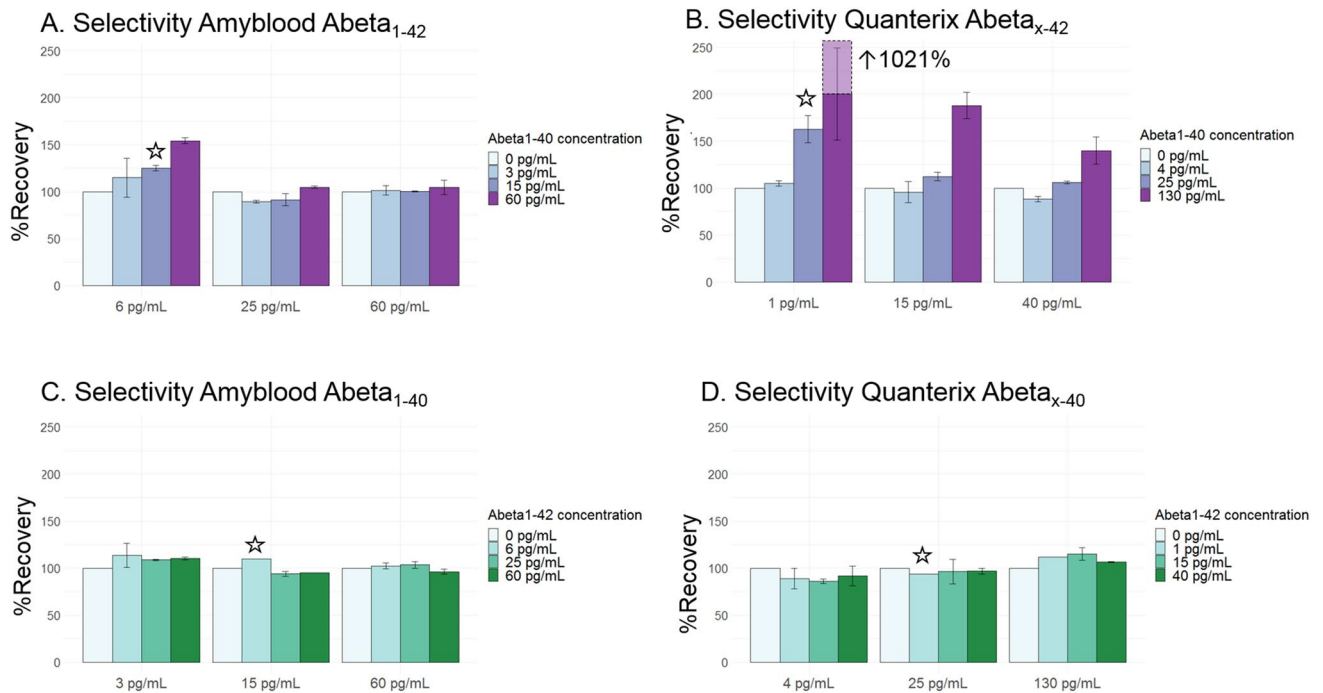 A. Selectivity Amyblood Abeta1-42
%Recovery
250
200
150
100
50
0
6 pg/mL
25 pg/mL
60 pg/mL
Abeta1-40 concentration
0 pg/mL
3 pg/mL
15 pg/mL
60 pg/mL
B. Selectivity Quanterix Abetax-42
%Recovery
250
200
150
100
50
0
↑1021%
1 pg/mL
15 pg/mL
40 pg/mL
Abeta1-40 concentration
0 pg/mL
4 pg/mL
25 pg/mL
130 pg/mL
C. Selectivity Amyblood Abeta1-40
%Recovery
250
200
150
100
50
0
3 pg/mL
15 pg/mL
60 pg/mL
Abeta1-42 concentration
0 pg/mL
6 pg/mL
25 pg/mL
60 pg/mL
D. Selectivity Quanterix Abetax-40
%Recovery
250
200
150
100
50
0
4 pg/mL
25 pg/mL
130 pg/mL
Abeta1-42 concentration
0 pg/mL
1 pg/mL
15 pg/mL
40 pg/mL